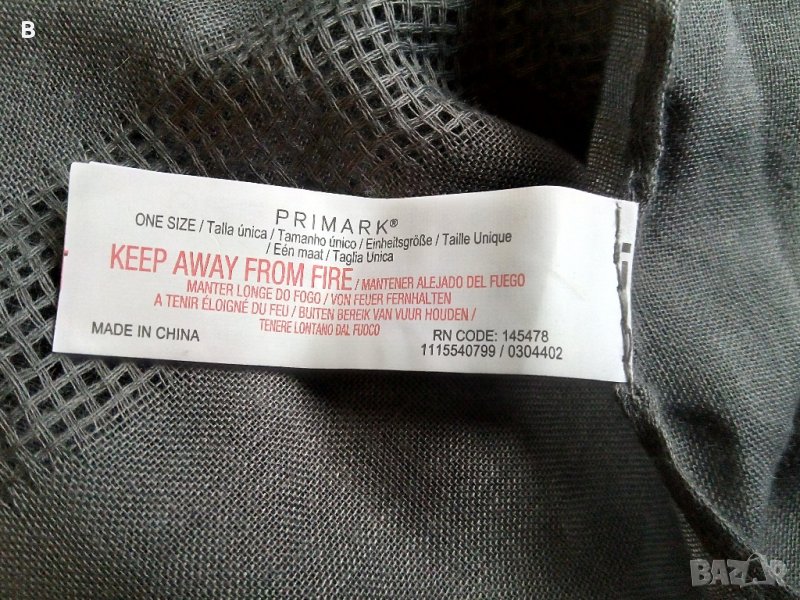 B
PRIMARK®
ONE SIZE / Talla única / Tamanho único / Einheitsgröße / Taille Unique
/ Eén maat / Taglia Unica
KEEP AWAY FROM FIRE / MANTENER ALEJADO DEL FUEGO
MANTER LONGE DO FOGO / VON FEUER FERNHALTEN
A TENIR ÉLOIGNÉ DU FEU / BUITEN BEREIK VAN VUUR HOUDEN /
TENERE LONTANO DAL FUOCO
MADE IN CHINA
RN CODE: 145478
1115540799 / 0304402
BAZAR